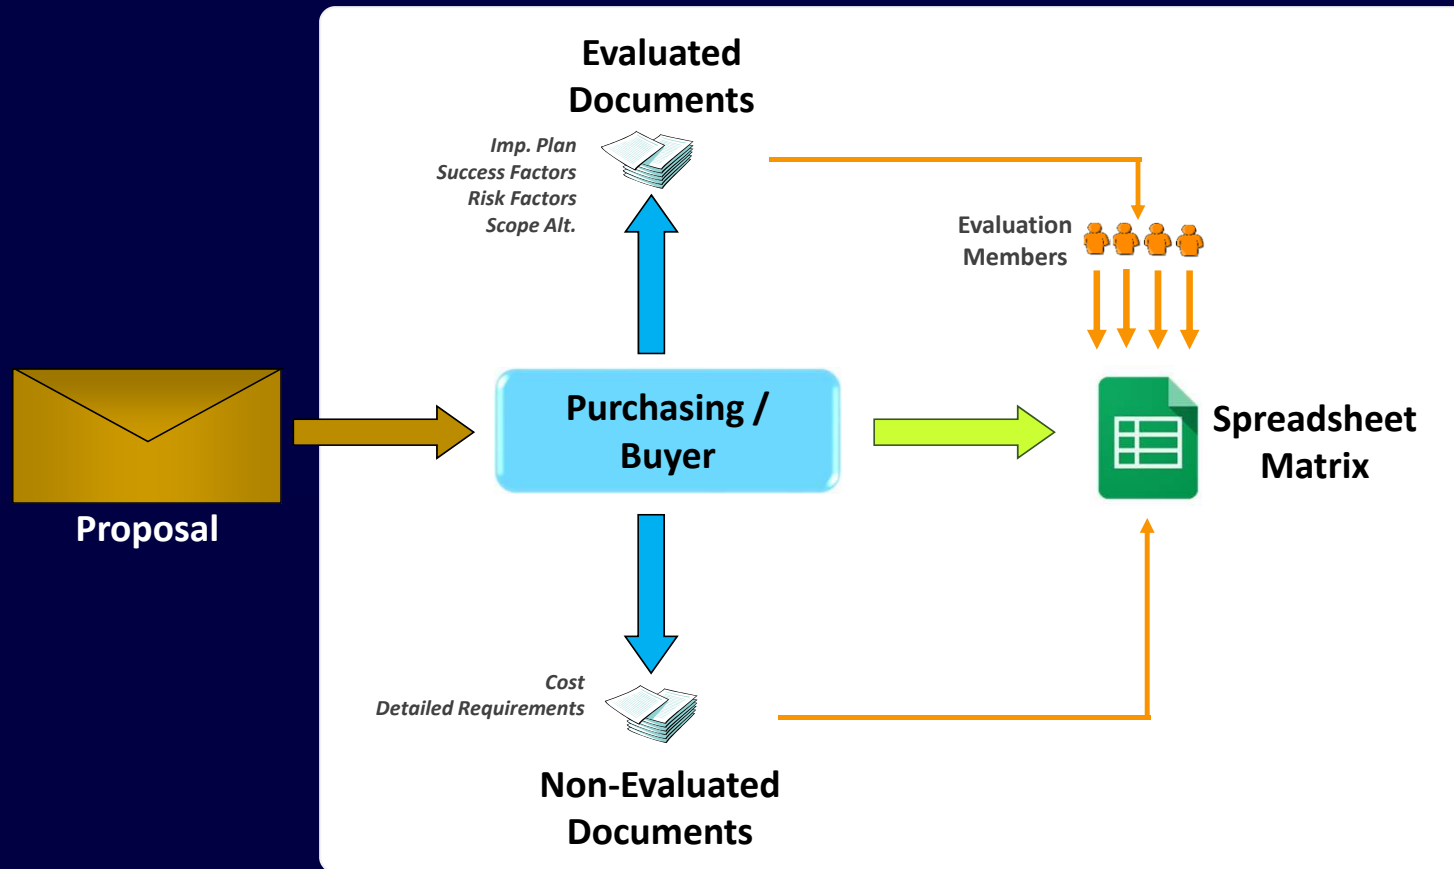 Evaluated
Documents
Imp. Plan
Success Factors
Risk Factors
Scope Alt.
Evaluation
Members
Proposal
Purchasing /
Buyer
Spreadsheet
Matrix
Cost
Detailed Requirements
Non-Evaluated
Documents